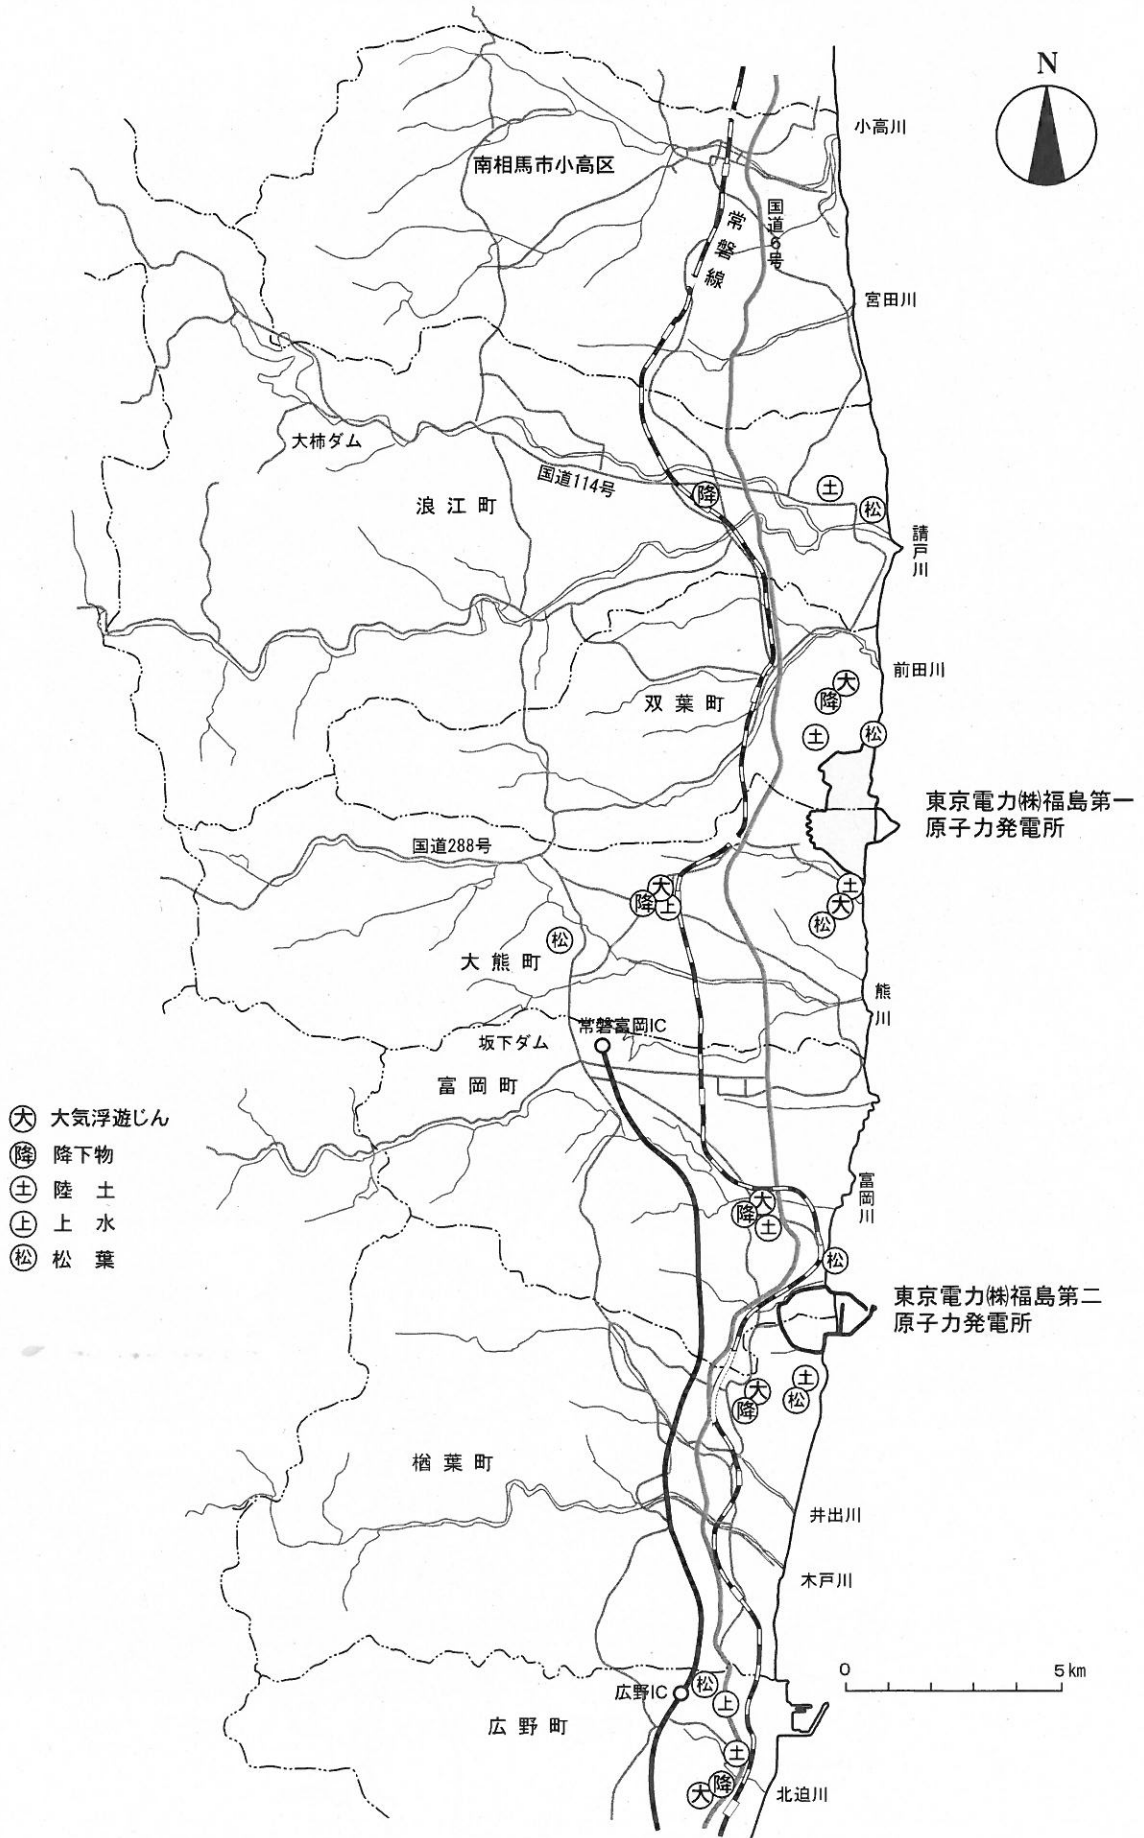 N
小高川
南相馬市小高区
国道6号
常磐線
宮田川
大柿ダム
国道114号
土
降
松
浪江町
請戸川
前田川
大
降
双葉町
土
松
東京電力㈱福島第一
原子力発電所
国道288号
大
降
上
土
大
松
松
大熊町
熊川
常磐富岡IC
坂下ダム
富岡町
大 大気浮遊じん
降 降下物
土 陸土
上 上水
松 松葉
富岡川
大
降
土
松
東京電力㈱福島第二
原子力発電所
土
大
松
降
楢葉町
井出川
木戸川
0 5km
広野IC
松
上
広野町
土
降
大
北迫川